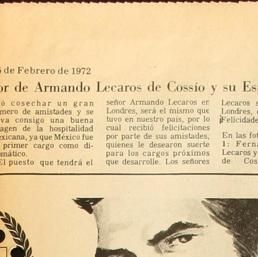 de Febrero de 1972
or de Armando Lecaros de Cossío y su Es
ó cosechar un gran
mero de amistades y se
va consigo una buena
agen de la hospitalidad
exicana, ya que México fue
primer cargo como di-
mático.
El puesto que tendrá el
señor Armando Lecaros en
Londres, será el mismo que
tuvo en nuestro país, por lo
cual recibió felicitaciones
por parte de sus amistades,
quienes le desearon suerte
para los cargos próximos
que desarrolle. Los señores
Lecaros s
Londres,
Felicidade
En las fot
1: Fern
Lecaros y
de Cos